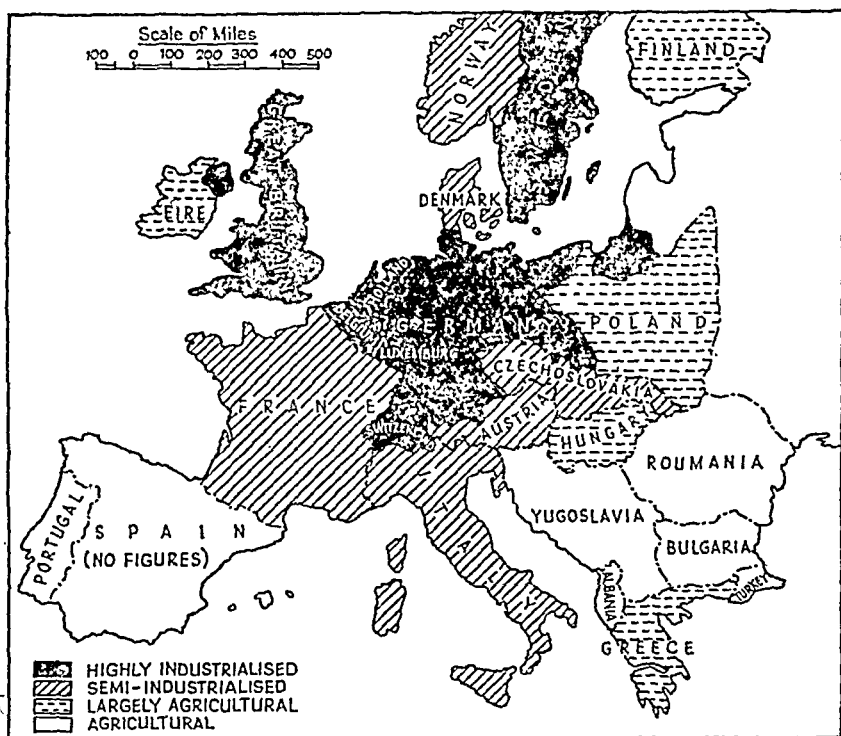 Scale of Miles
100 0 100 200 300 400 500
NORWAY
FINLAND
EIRE
DENMARK
GERMANY
POLAND
LUXEMBURG
CZECHOSLOVAKIA
FRANCE
AUSTRIA
HUNGARY
ROUMANIA
ITALY
YUGOSLAVIA
BULGARIA
PORTUGAL
SPAIN
(NO FIGURES)
ALBANIA
TURKEY
GREECE
HIGHLY INDUSTRIALISED
SEMI-INDUSTRIALISED
LARGELY AGRICULTURAL
AGRICULTURAL